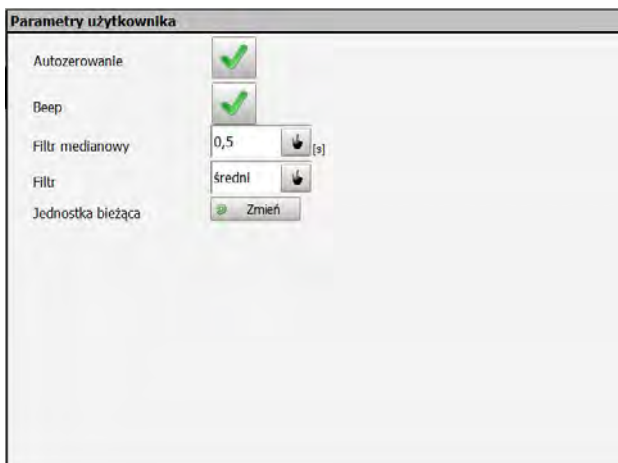 Parametry użytkownika
Autozerowanie
Beep
Filtr medianowy 0,5 [s]
Filtr średni
Jednostka bieżąca Zmień